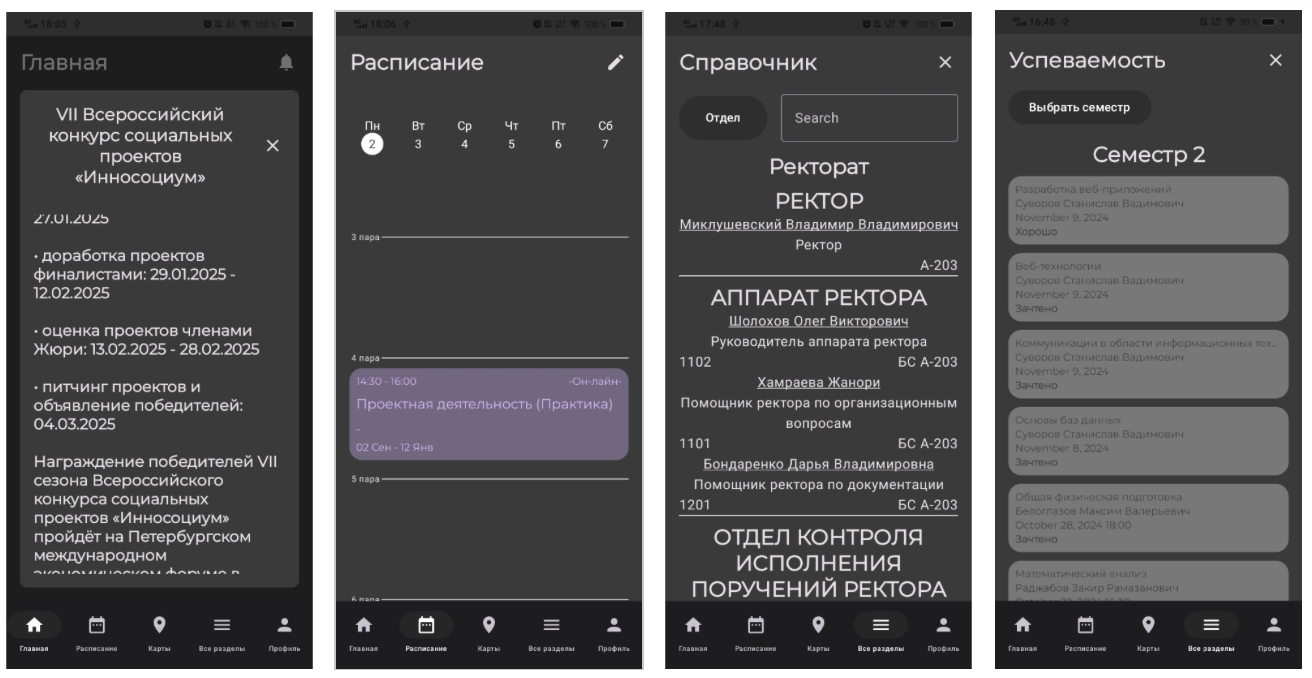 18:05
100 %
Главная
VII Всероссийский
конкурс социальных
проектов
«Инносоциум»
27.01.2025
• доработка проектов
финалистами: 29.01.2025 -
12.02.2025
• оценка проектов членами
Жюри: 13.02.2025 - 28.02.2025
• питчинг проектов и
объявление победителей:
04.03.2025
Награждение победителей VII
сезона Всероссийского
конкурса социальных
проектов «Инносоциум»
пройдёт на Петербургском
международном
экономическом форуме в
Главная Расписание Карты Все разделы Профиль
18:06
100 %
Расписание
Пн Вт Ср Чт Пт Сб
2 3 4 5 6 7
3 пара
4 пара
14:30 - 16:00 -Он-лайн-
Проектная деятельность (Практика)
-
02 Сен - 12 Янв
5 пара
6 пара
Главная Расписание Карты Все разделы Профиль
17:48
100 %
Справочник
Отдел Search
Ректорат
РЕКТОР
Миклушевский Владимир Владимирович
Ректор
А-203
АППАРАТ РЕКТОРА
Шолохов Олег Викторович
Руководитель аппарата ректора
1102 БС А-203
Хамраева Жанори
Помощник ректора по организационным
вопросам
1101 БС А-203
Бондаренко Дарья Владимировна
Помощник ректора по документации
1201 БС А-203
ОТДЕЛ КОНТРОЛЯ
ИСПОЛНЕНИЯ
ПОРУЧЕНИЙ РЕКТОРА
Главная Расписание Карты Все разделы Профиль
16:48
90 %
Успеваемость
Выбрать семестр
Семестр 2
Разработка веб-приложений
Суворов Станислав Вадимович
November 9, 2024
Хорошо
Веб-технологии
Суворов Станислав Вадимович
November 9, 2024
Зачтено
Коммуникации в области информационных тех...
Суворов Станислав Вадимович
November 9, 2024
Зачтено
Основы баз данных
Суворов Станислав Вадимович
November 8, 2024
Зачтено
Общая физическая подготовка
Белоглазов Максим Валерьевич
October 28, 2024 18:00
Зачтено
Математический анализ
Раджабов Закир Рамазанович
Главная Расписание Карты Все разделы Профиль